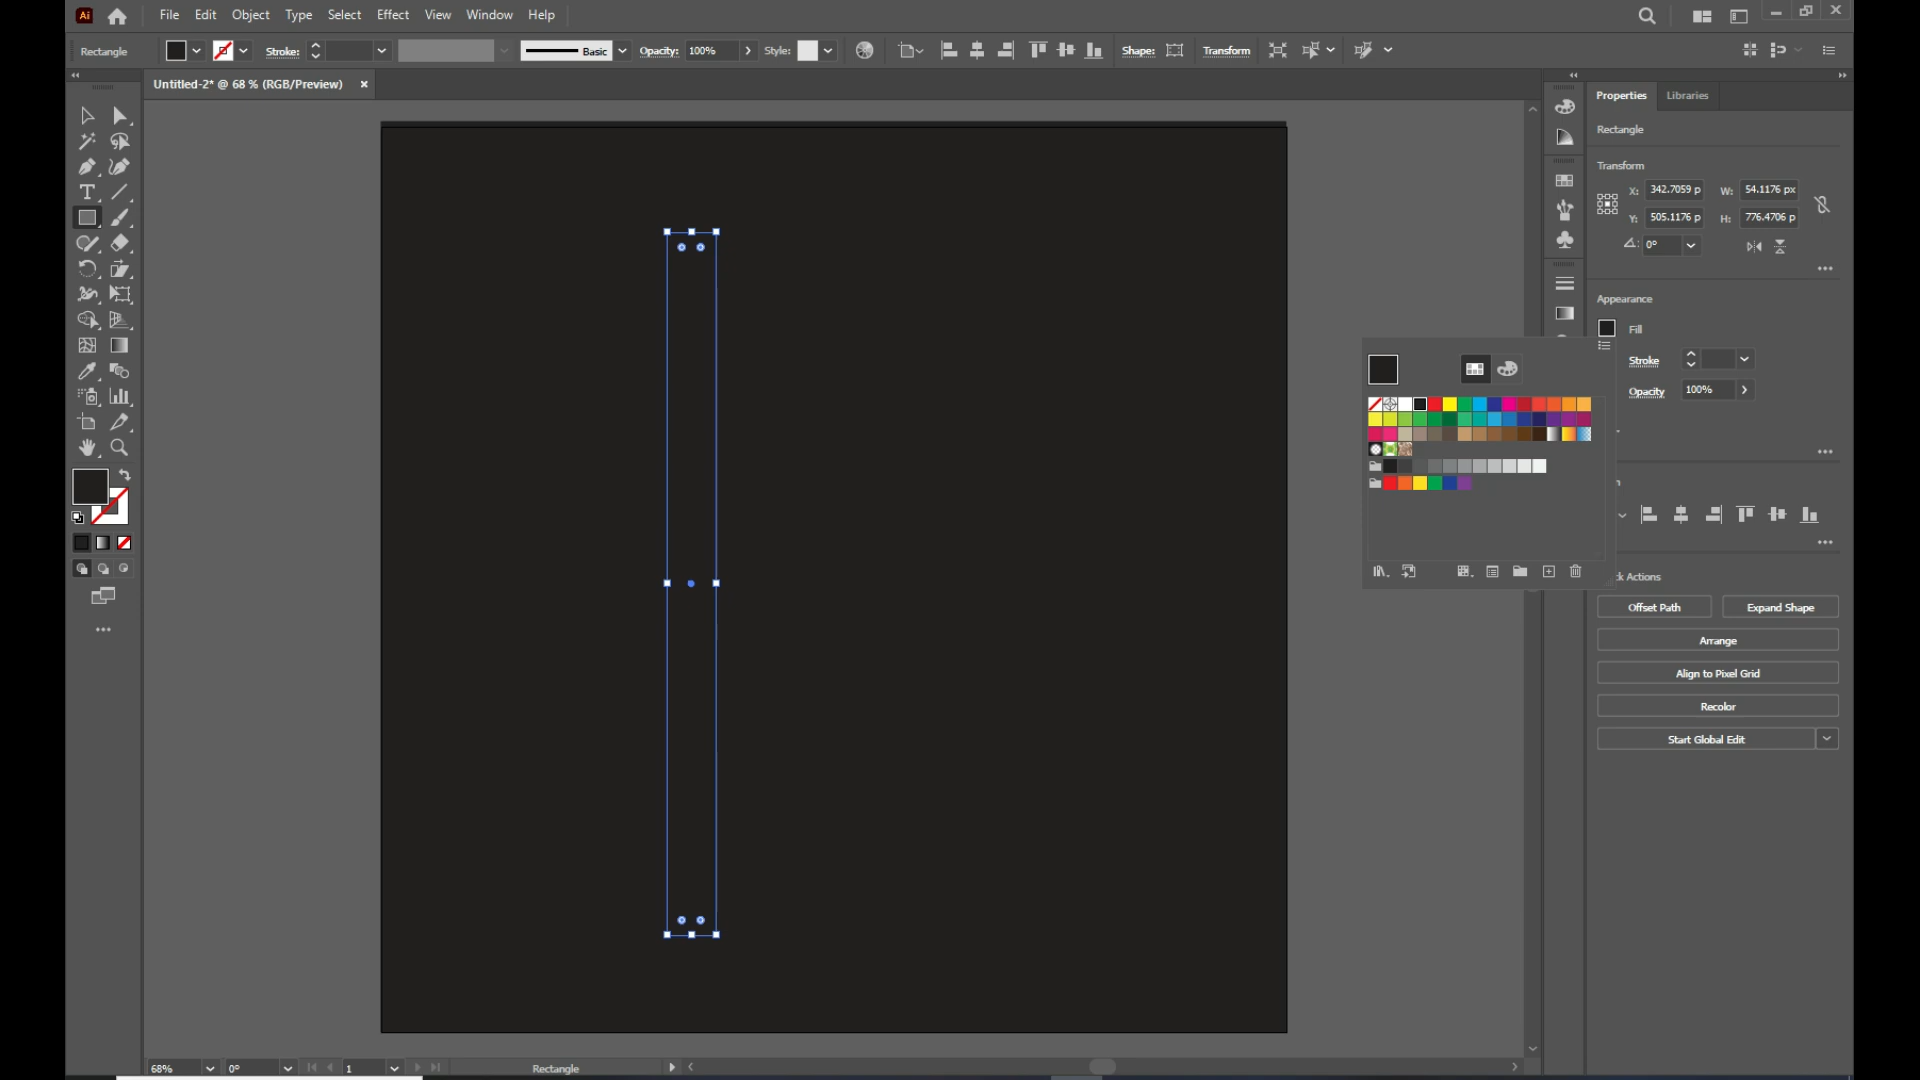 Ai File Edit Object Type Select Effect View Window Help
Rectangle Stroke: Basic Opacity: 100% Style: Shape: Transform
Untitled-2* @ 68 % (RGB/Preview) ×
Properties Libraries
Rectangle
Transform
X: 342.7059 p W: 54.1176 px
Y: 505.1176 p H: 776.4706 p
0°
Appearance
Fill
Stroke
Opacity 100%
k Actions
Offset Path Expand Shape
Arrange
Align to Pixel Grid
Recolor
Start Global Edit
68% 0° 1 Rectangle